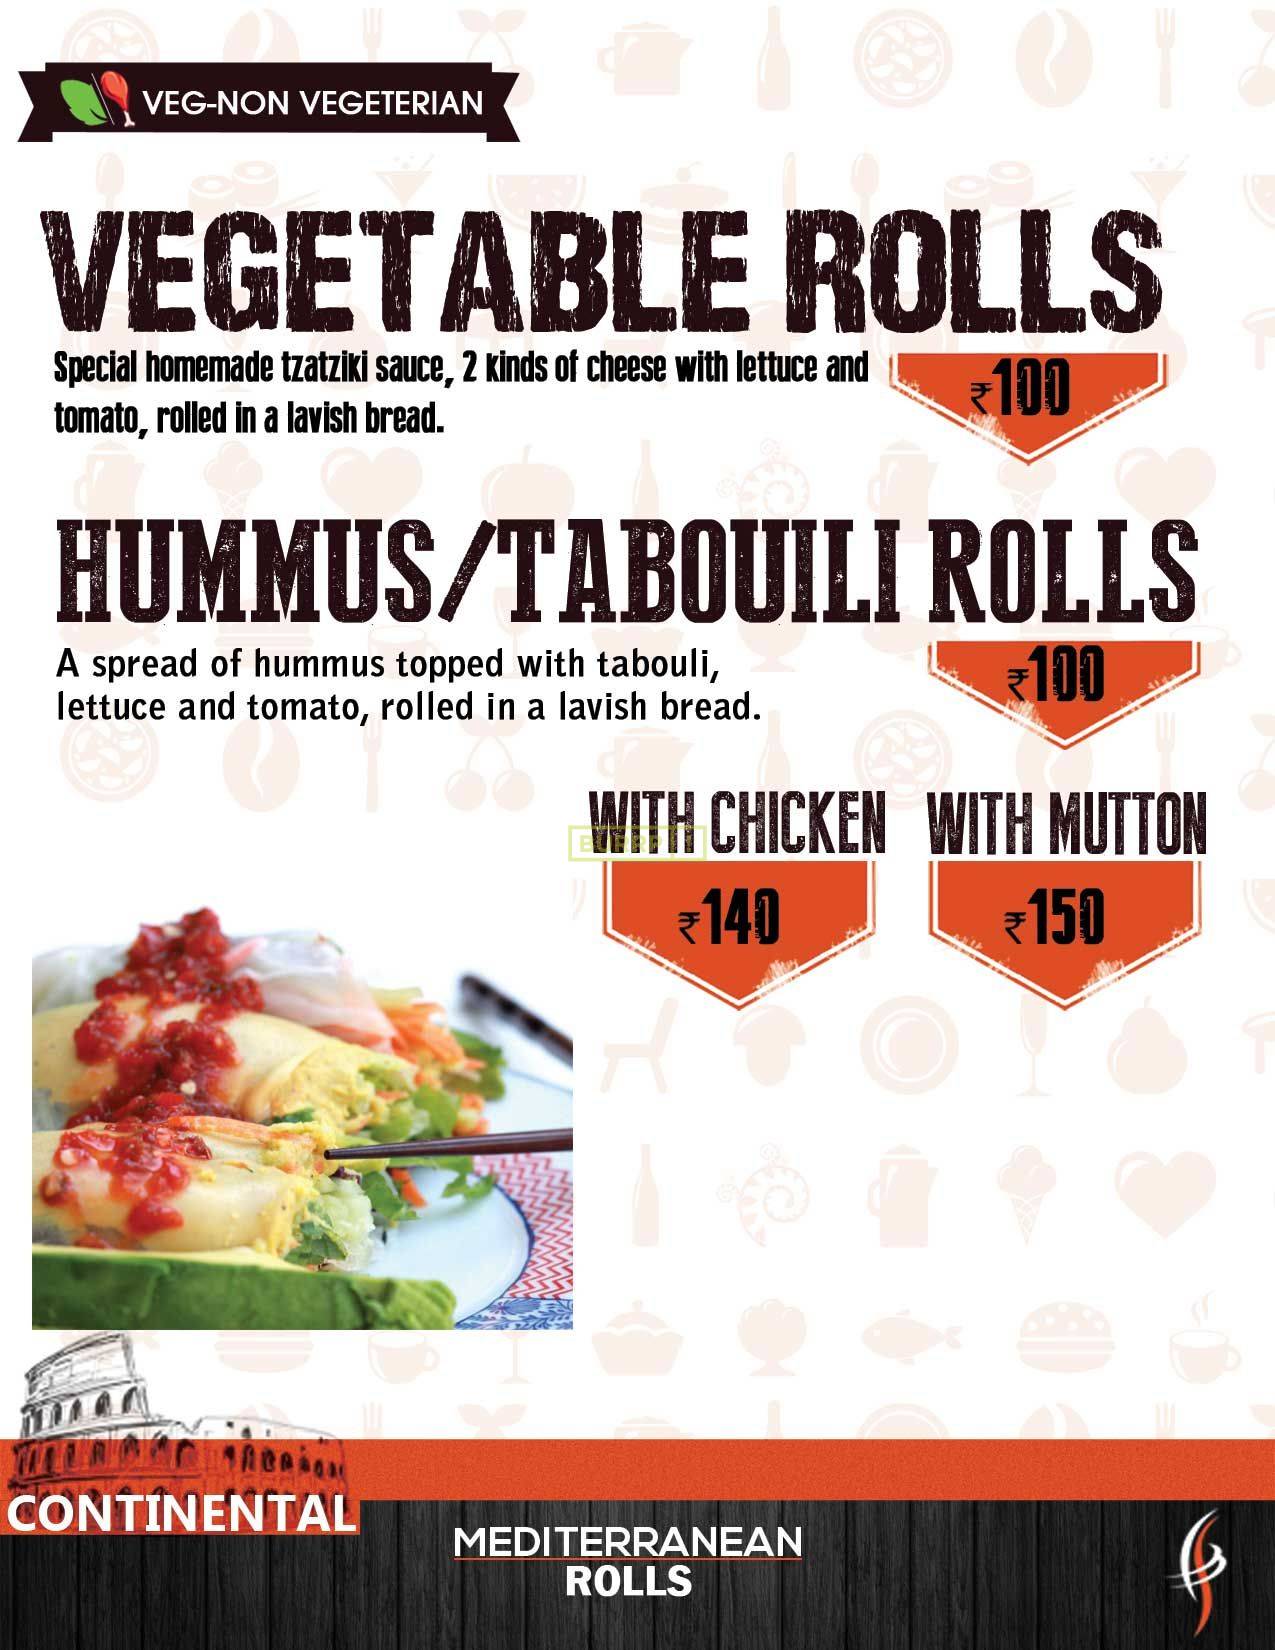 VEG-NON VEGETERIAN
VEGETABLE ROLLS
Special homemade tzatziki sauce, 2 kinds of cheese with lettuce and
tomato, rolled in a lavish bread.
₹100
HUMMUS/TABOUILI ROLLS
A spread of hummus topped with tabouli,
lettuce and tomato, rolled in a lavish bread.
₹100
WITH CHICKEN
₹140
WITH MUTTON
₹150
BURRP!
CONTINENTAL
MEDITERRANEAN
ROLLS